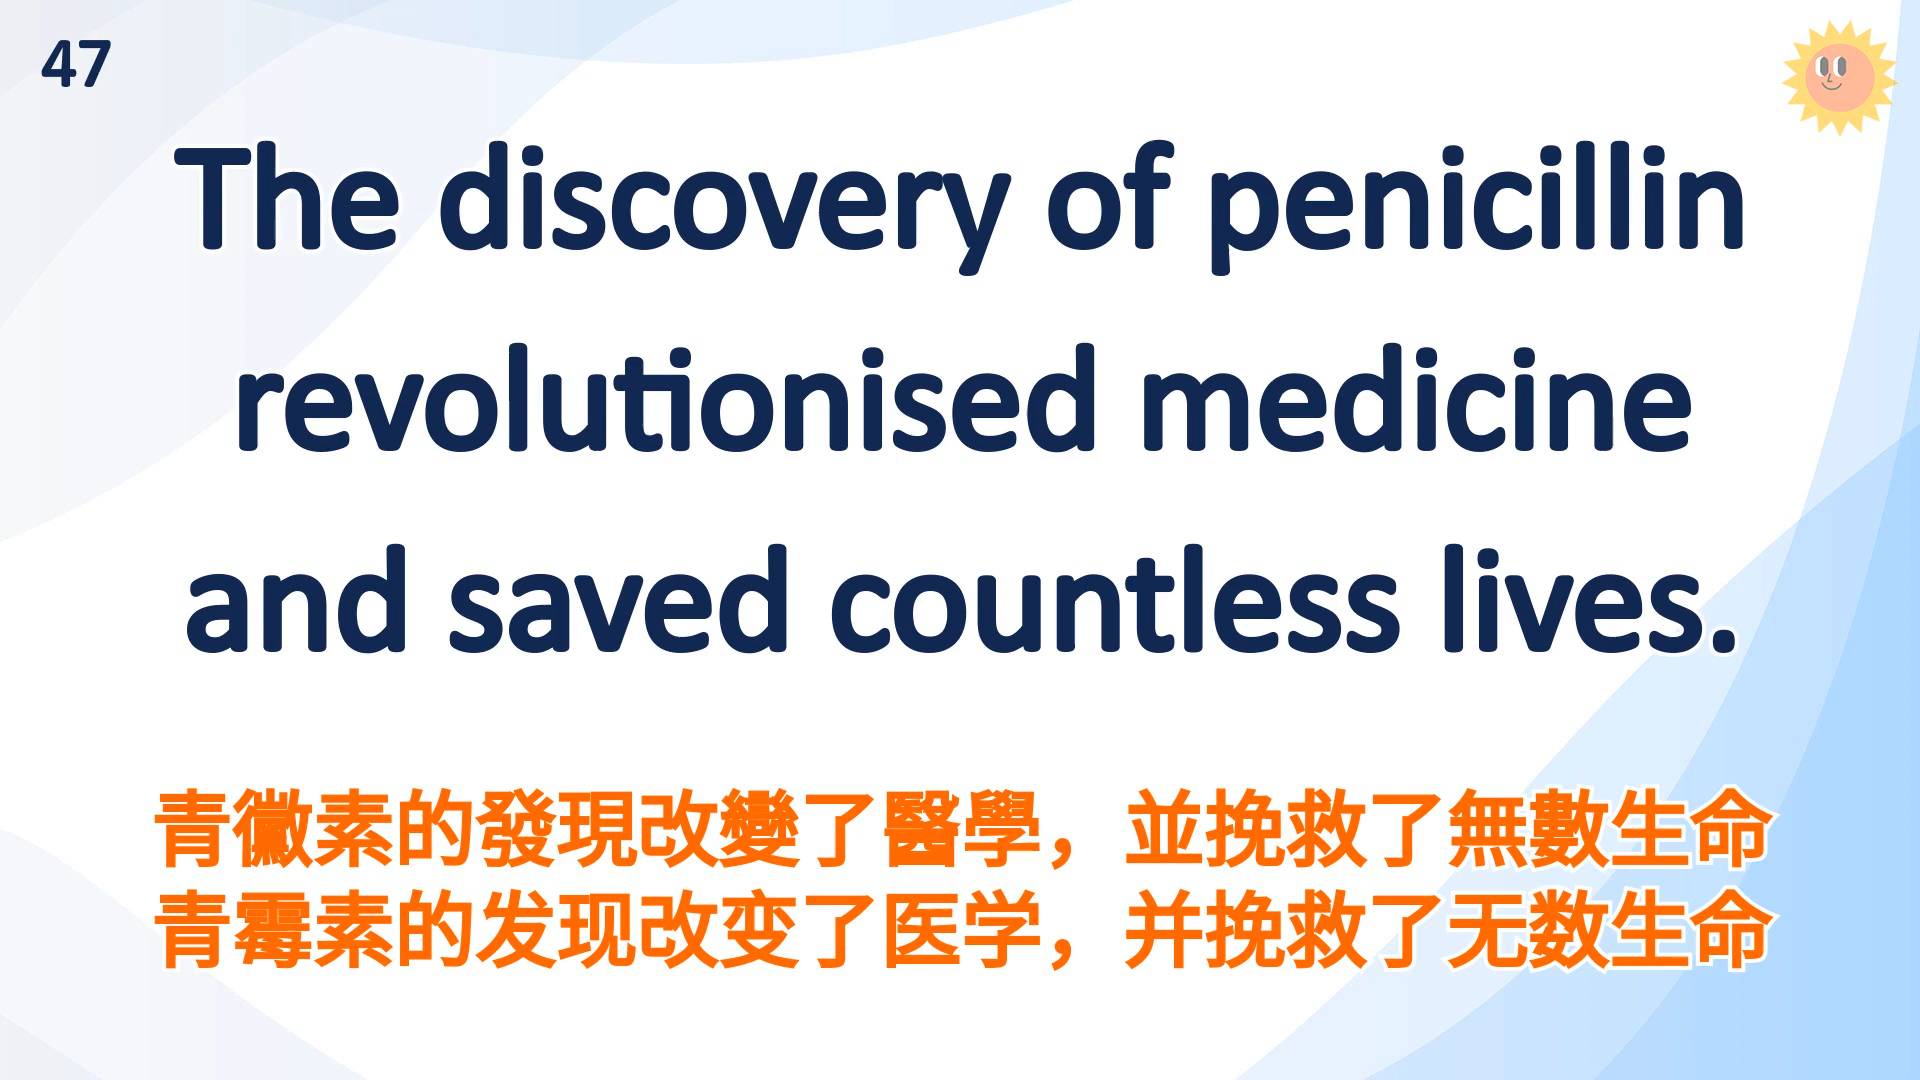 47
The discovery of penicillin
revolutionised medicine
and saved countless lives.
青黴素的發現改變了醫學，並挽救了無數生命
青霉素的发现改变了医学，并挽救了无数生命